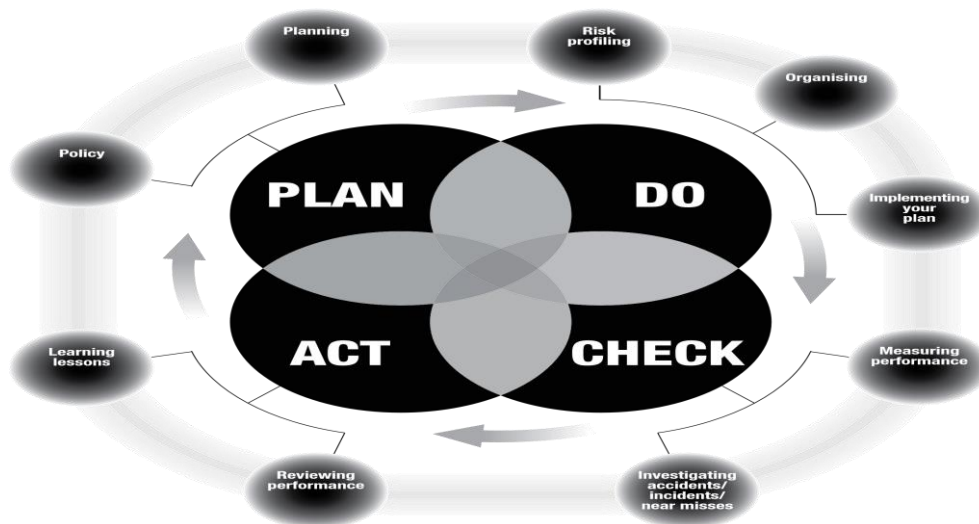 Planning
Risk
profiling
Organising
Policy
PLAN
DO
Implementing
your
plan
Learning
lessons
ACT
CHECK
Measuring
performance
Reviewing
performance
Investigating
accidents/
incidents/
near misses